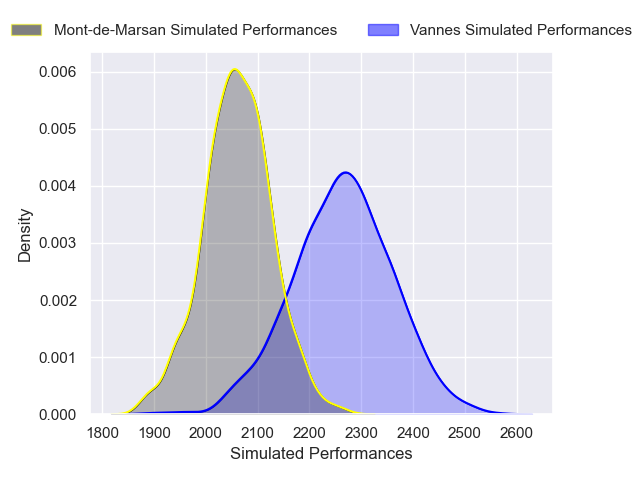 Mont-de-Marsan Simulated Performances Vannes Simulated Performances
0.006
0.005
0.004
Density
0.003
0.002
0.001
0.000
1800 1900 2000 2100 2200 2300 2400 2500 2600
Simulated Performances